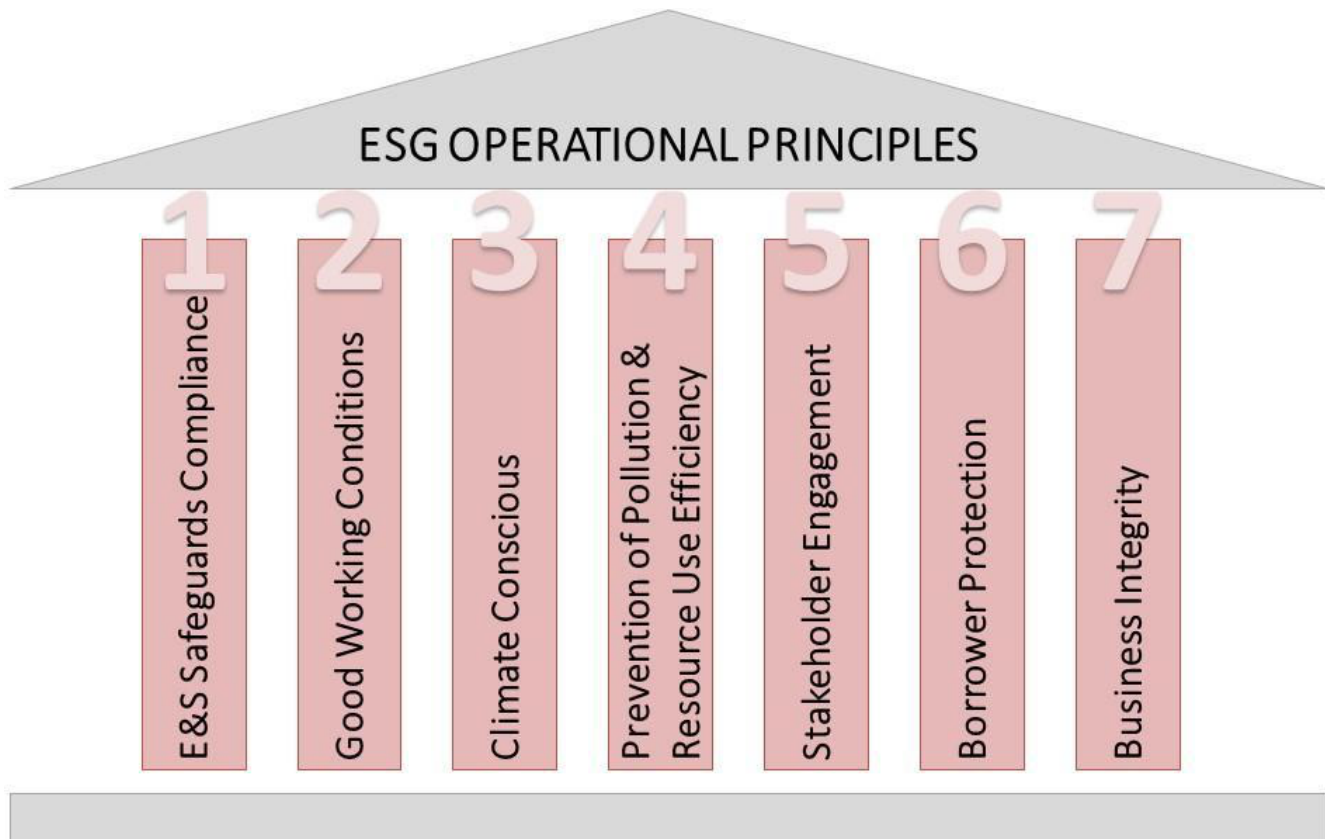 ESG OPERATIONAL PRINCIPLES
1
E&S Safeguards Compliance
2
Good Working Conditions
3
Climate Conscious
4
Prevention of Pollution &
Resource Use Efficiency
5
Stakeholder Engagement
6
Borrower Protection
7
Business Integrity